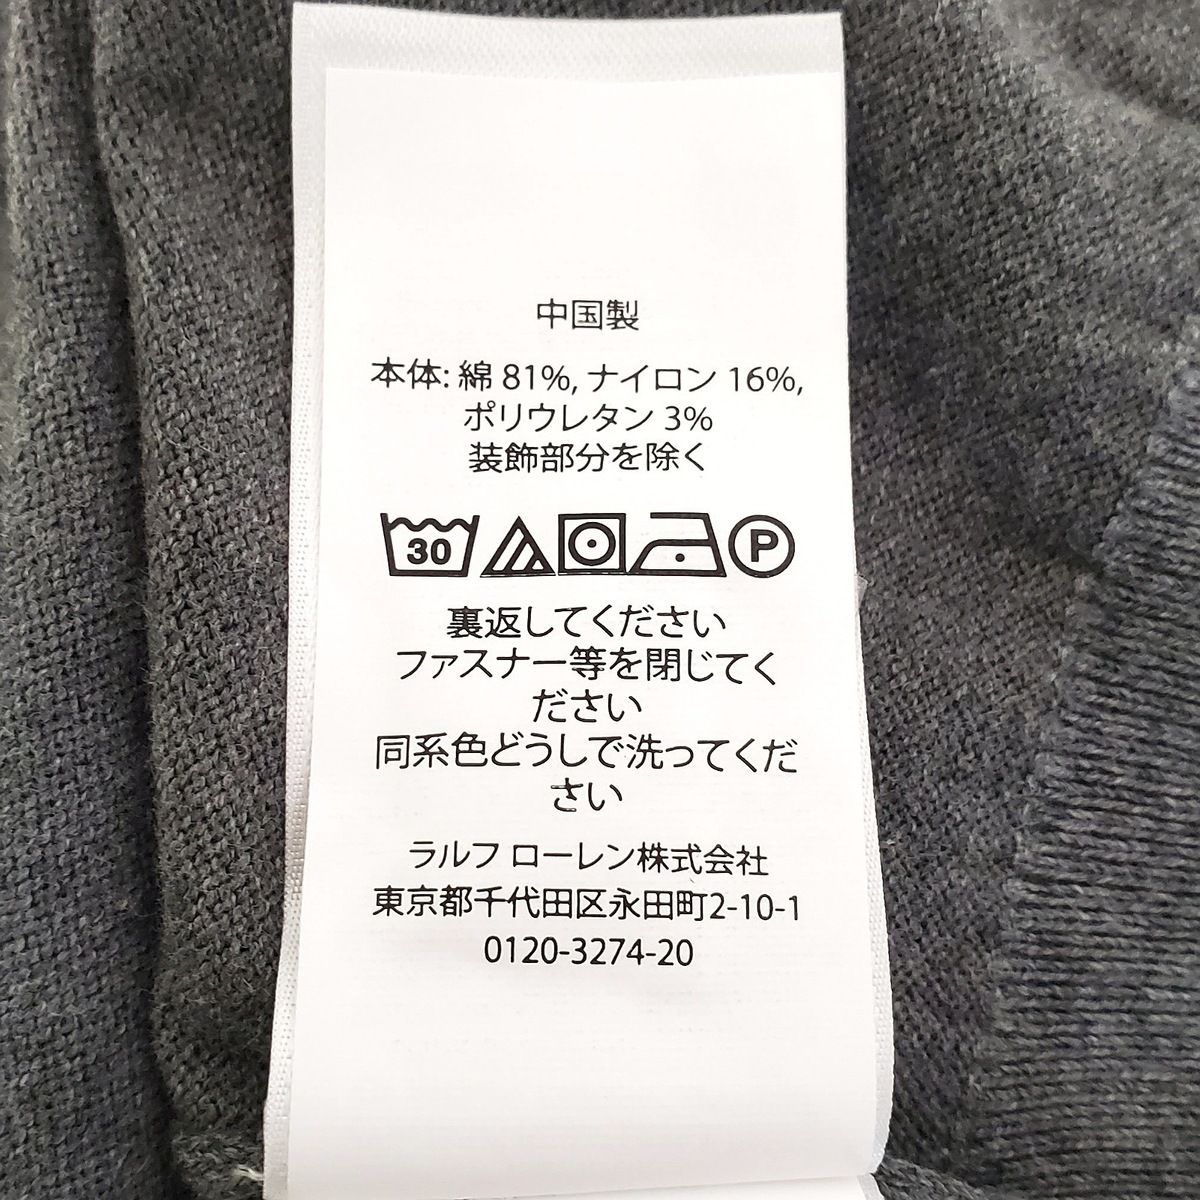 中国製
本体: 綿 81%, ナイロン 16%,
ポリウレタン 3%
装飾部分を除く
30 P
裏返してください
ファスナー等を閉じてく
ださい
同系色どうしで洗ってくだ
さい
ラルフ ローレン株式会社
東京都千代田区永田町2-10-1
0120-3274-20